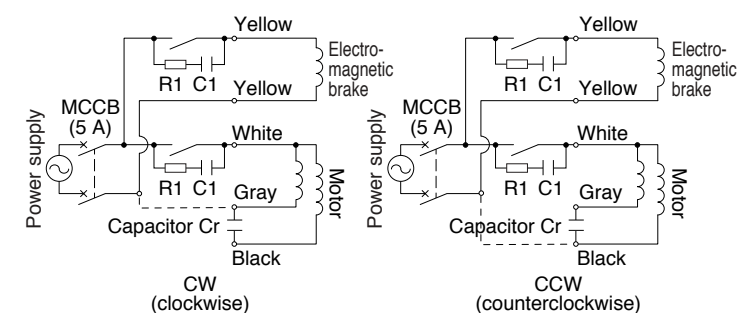 Yellow
Electro-
magnetic
brake
R1 C1
Yellow
MCCB
(5 A)
White
Power supply
R1 C1
Gray
Motor
Capacitor Cr
Black
CW
(clockwise)
Yellow
Electro-
magnetic
brake
R1 C1
Yellow
MCCB
(5 A)
White
Power supply
R1 C1
Gray
Motor
Capacitor Cr
Black
CCW
(counterclockwise)